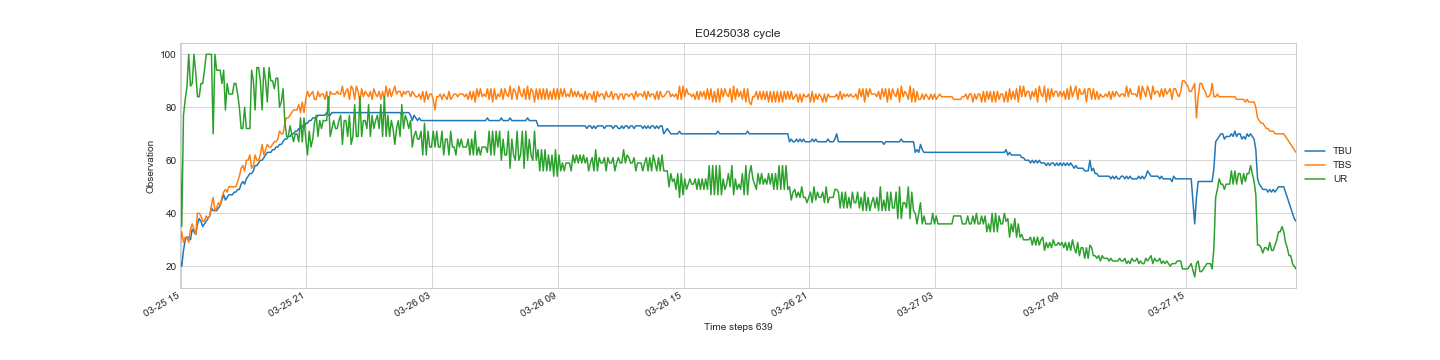 E0425038 cycle
Observation
100
80
60
40
20
03-25 15
03-25 21
03-26 03
03-26 09
03-26 15
03-26 21
03-27 03
03-27 09
03-27 15
Time steps 639
TBU
TBS
UR